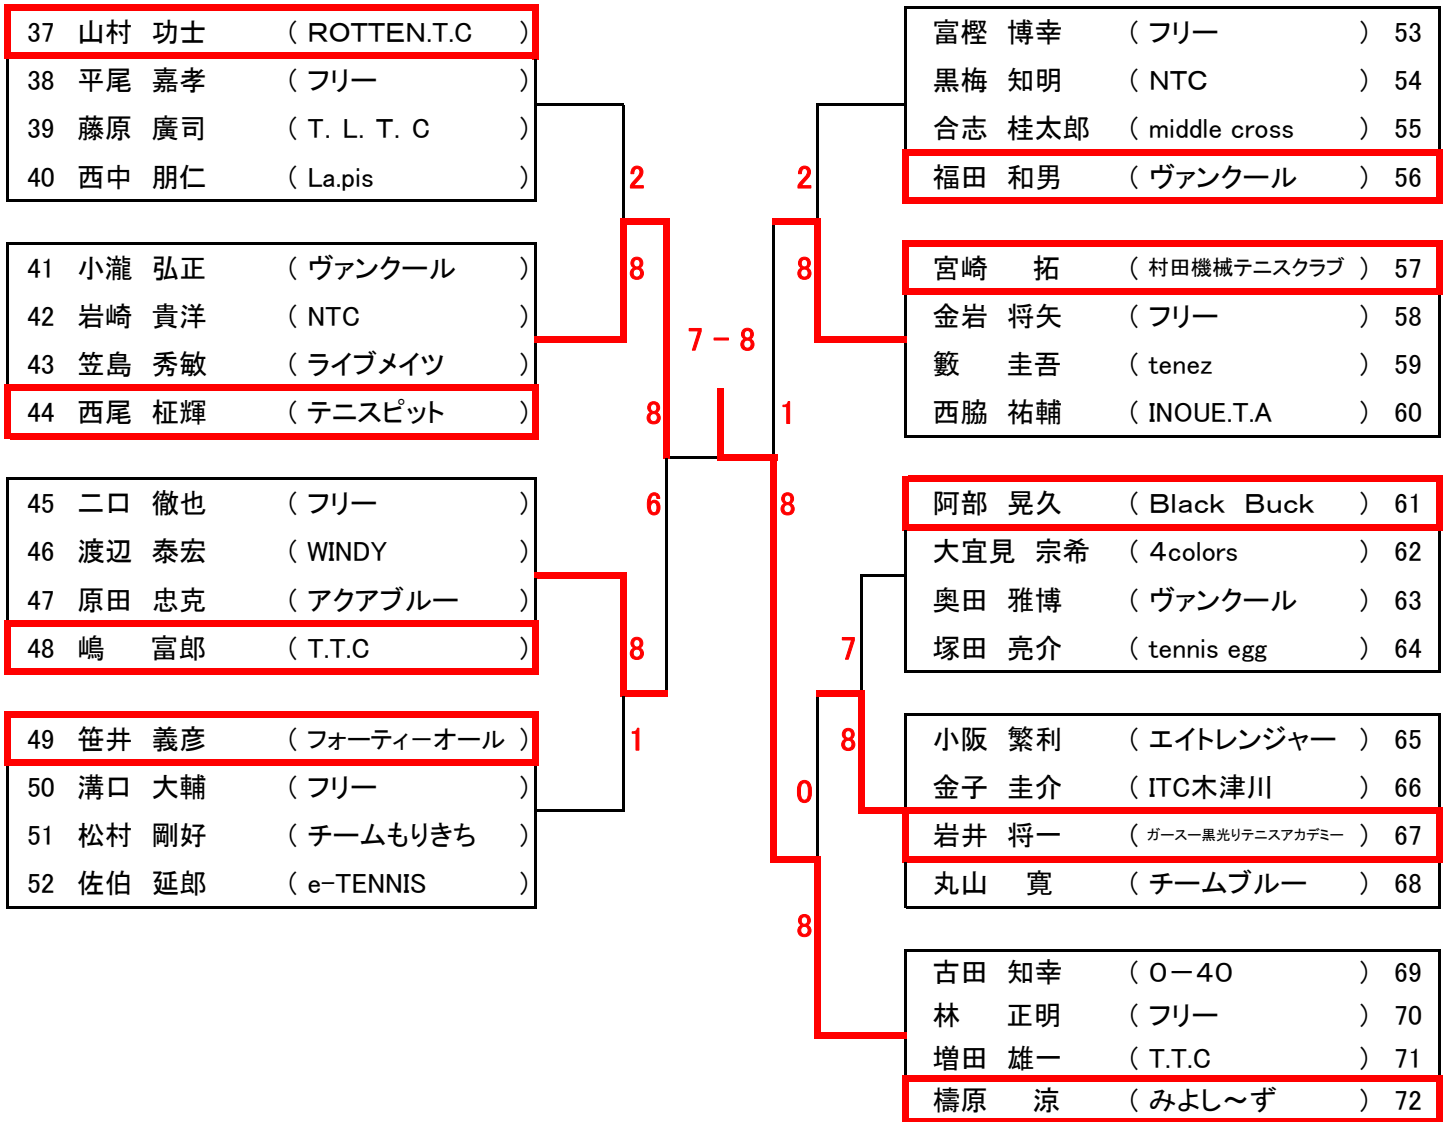 37 山村 功士 ( ROTTEN.T.C )
38 平尾 嘉孝 ( フリー )
39 藤原 廣司 ( T. L. T. C )
40 西中 朋仁 ( La.pis )
2
41 小瀧 弘正 ( ヴァンクール )
42 岩崎 貴洋 ( NTC )
43 笠島 秀敏 ( ライブメイツ )
44 西尾 柾輝 ( テニスピット )
8
8
45 二口 徹也 ( フリー )
46 渡辺 泰宏 ( WINDY )
47 原田 忠克 ( アクアブルー )
48 嶋 富郎 ( T.T.C )
6
8
49 笹井 義彦 ( フォーティーオール )
50 溝口 大輔 ( フリー )
51 松村 剛好 ( チームもりきち )
52 佐伯 延郎 ( e-TENNIS )
1
7 - 8
富樫 博幸 ( フリー ) 53
黒梅 知明 ( NTC ) 54
合志 桂太郎 ( middle cross ) 55
福田 和男 ( ヴァンクール ) 56
2
宮崎 拓 ( 村田機械テニスクラブ ) 57
金岩 将矢 ( フリー ) 58
籔 圭吾 ( tenez ) 59
西脇 祐輔 ( INOUE.T.A ) 60
8
1
阿部 晃久 ( Black Buck ) 61
大宜見 宗希 ( 4colors ) 62
奥田 雅博 ( ヴァンクール ) 63
塚田 亮介 ( tennis egg ) 64
8
7
小阪 繁利 ( エイトレンジャー ) 65
金子 圭介 ( ITC木津川 ) 66
岩井 将一 ( ガースー黒光りテニスアカデミー ) 67
丸山 寛 ( チームブルー ) 68
8
0
古田 知幸 ( 0-40 ) 69
林 正明 ( フリー ) 70
増田 雄一 ( T.T.C ) 71
檮原 涼 ( みよし～ず ) 72
8